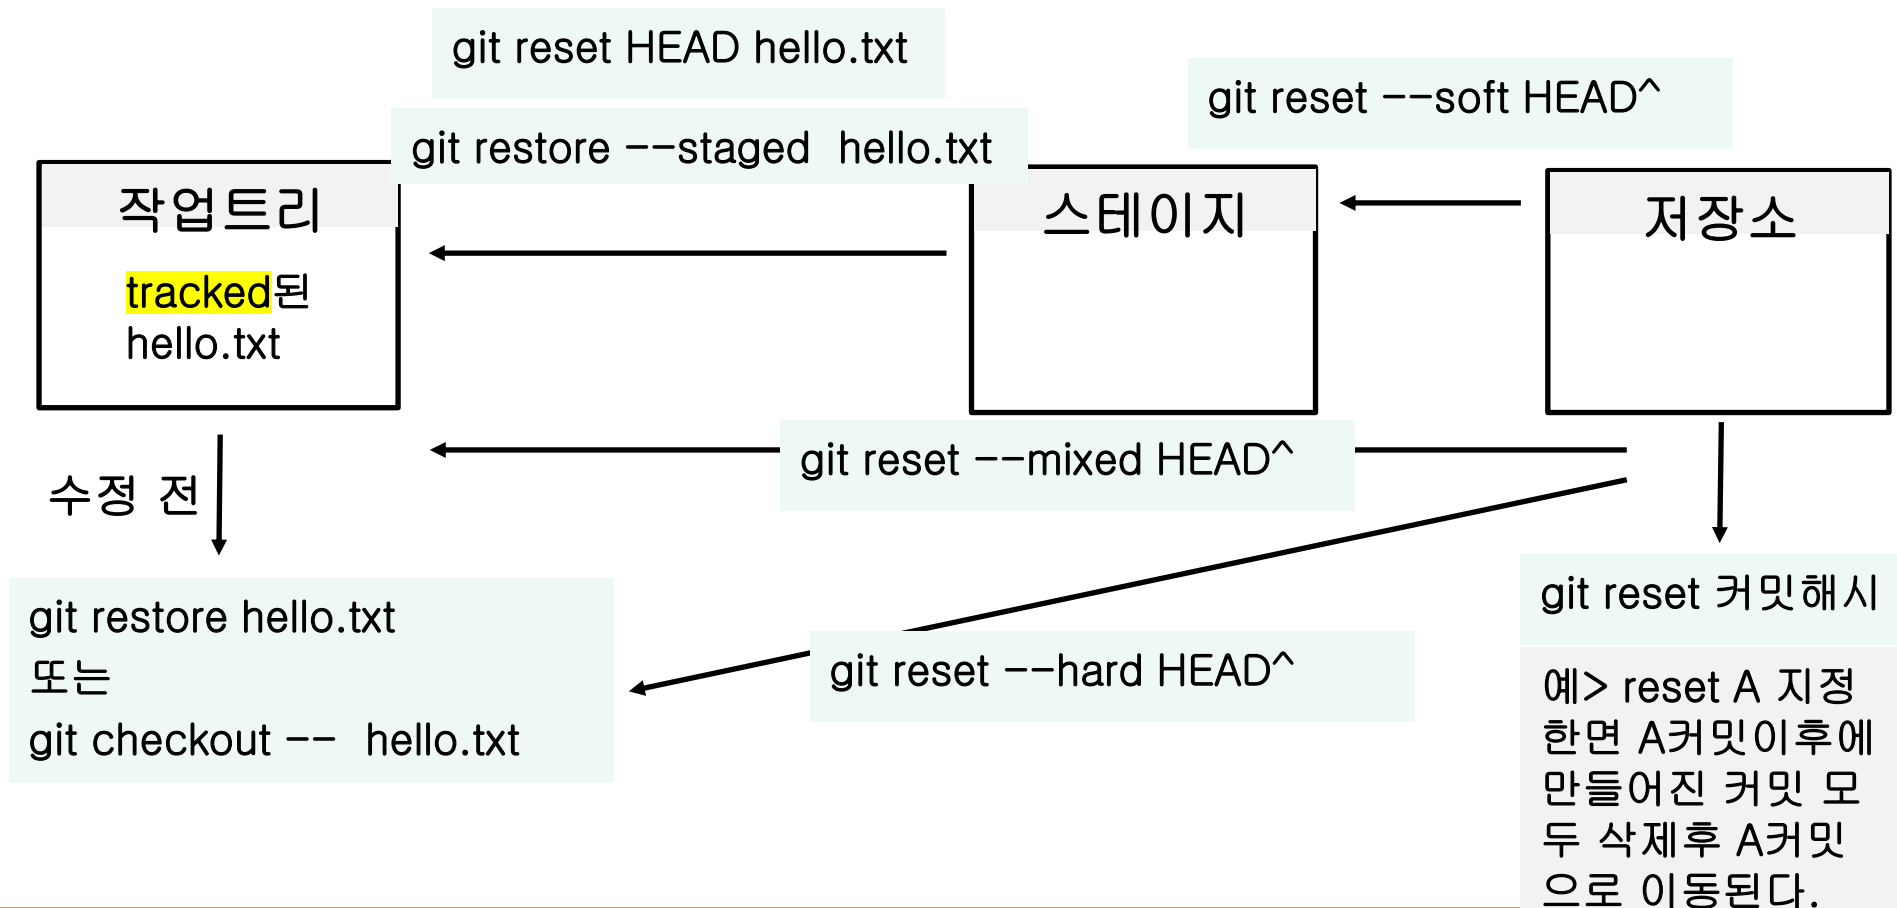 git reset HEAD hello.txt
git reset --soft HEAD^
git restore --staged  hello.txt
작업트리
스테이지
저장소
tracked된
hello.txt
git reset --mixed HEAD^
수정 전
git restore hello.txt
또는
git checkout --  hello.txt
git reset --hard HEAD^
git reset 커밋해시
예> reset A 지정
한면 A커밋이후에
만들어진 커밋 모
두 삭제후 A커밋
으로 이동된다.